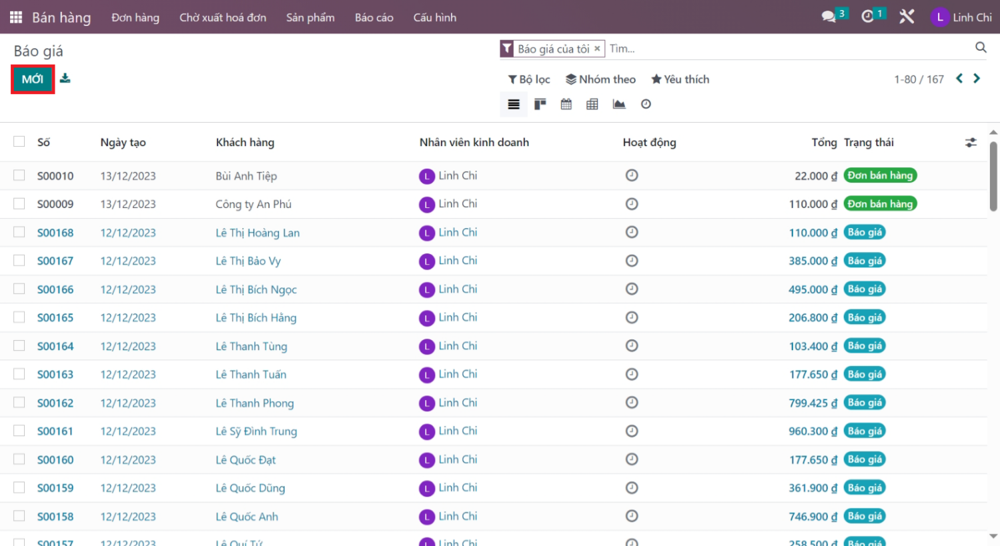 Bán hàng Đơn hàng Chờ xuất hoá đơn Sản phẩm Báo cáo Cấu hình 3 1 L Linh Chi
Báo giá Báo giá của tôi × Tìm...
MỚI Bộ lọc Nhóm theo Yêu thích 1-80 / 167
Số Ngày tạo Khách hàng Nhân viên kinh doanh Hoạt động Tổng Trạng thái
S00010 13/12/2023 Bùi Anh Tiệp L Linh Chi 22.000 ₫ Đơn bán hàng
S00009 13/12/2023 Công ty An Phú L Linh Chi 110.000 ₫ Đơn bán hàng
S00168 12/12/2023 Lê Thị Hoàng Lan L Linh Chi 110.000 ₫ Báo giá
S00167 12/12/2023 Lê Thị Bảo Vy L Linh Chi 385.000 ₫ Báo giá
S00166 12/12/2023 Lê Thị Bích Ngọc L Linh Chi 495.000 ₫ Báo giá
S00165 12/12/2023 Lê Thị Bích Hằng L Linh Chi 206.800 ₫ Báo giá
S00164 12/12/2023 Lê Thanh Tùng L Linh Chi 103.400 ₫ Báo giá
S00163 12/12/2023 Lê Thanh Tuấn L Linh Chi 177.650 ₫ Báo giá
S00162 12/12/2023 Lê Thanh Phong L Linh Chi 799.425 ₫ Báo giá
S00161 12/12/2023 Lê Sỹ Đình Trung L Linh Chi 960.300 ₫ Báo giá
S00160 12/12/2023 Lê Quốc Đạt L Linh Chi 177.650 ₫ Báo giá
S00159 12/12/2023 Lê Quốc Dũng L Linh Chi 361.900 ₫ Báo giá
S00158 12/12/2023 Lê Quốc Anh L Linh Chi 746.900 ₫ Báo giá
S00157 12/12/2023 Lê Quí Tứ L Linh Chi 258.500 ₫ Báo giá